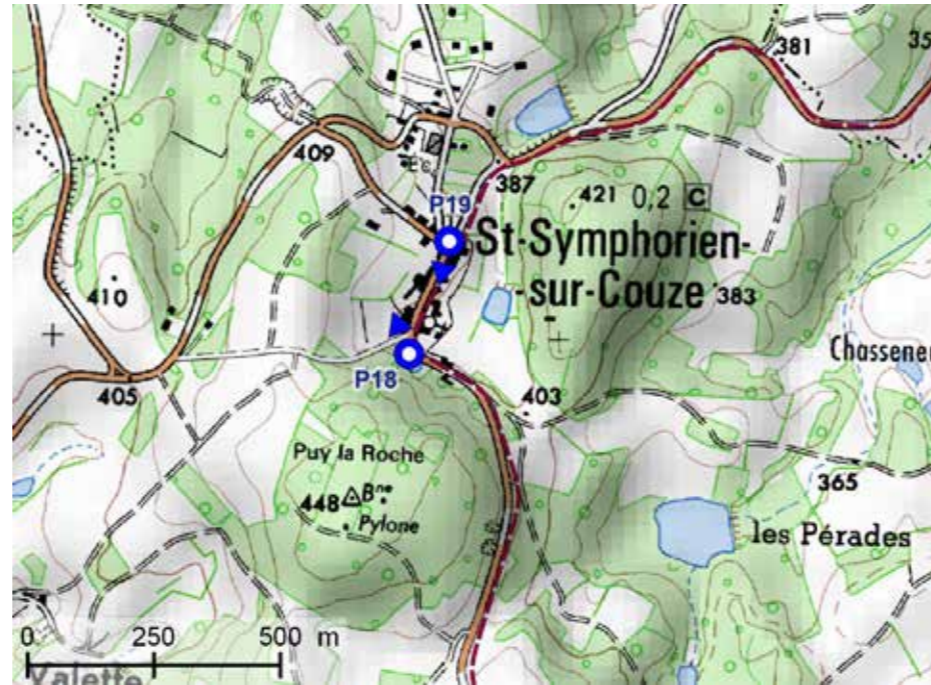 381
35
409
387
P19
421 0,2 C
St-Symphorien-
-sur-Couze
383
410
Chassene
P18
405
403
Puy la Roche
448 Bne
Pylone
365
les Pérades
0 250 500 m
Valette